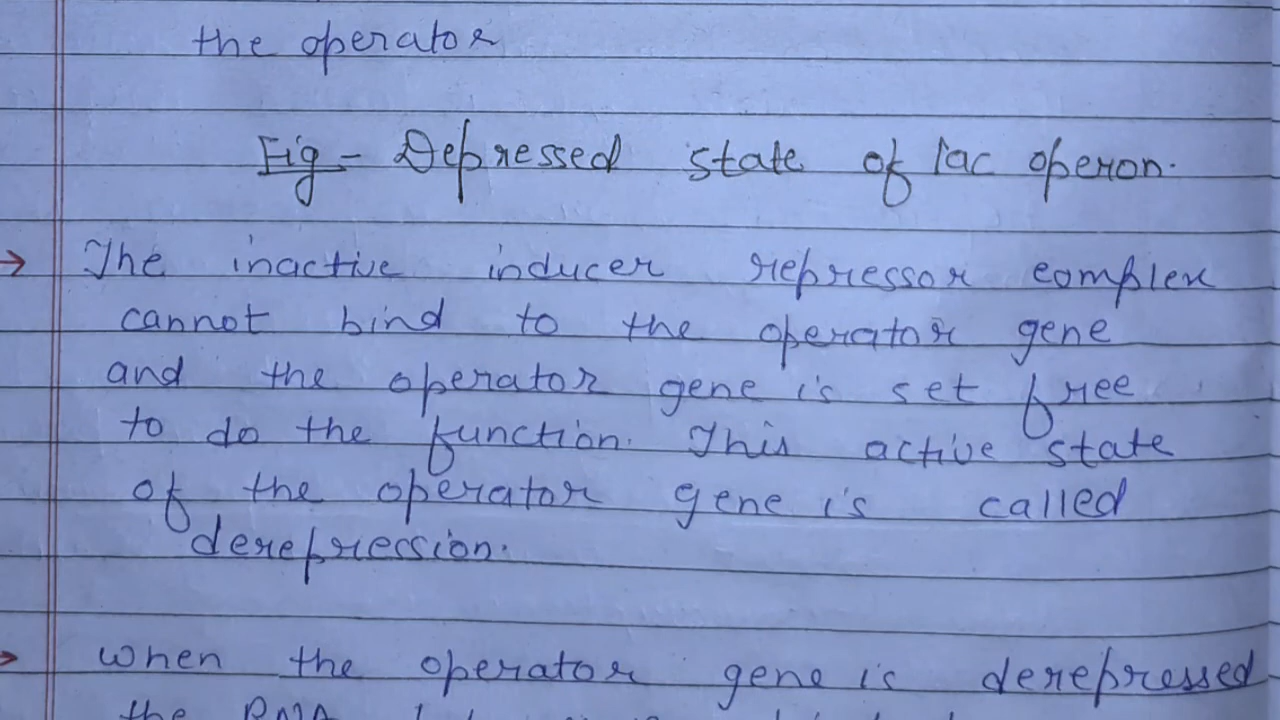 the operator
Fig - Depressed state of lac operon.
The inactive inducer repressor complex
cannot bind to the operator gene
and the operator gene is set free
to do the function. This active state
of the operator gene is called
derepression.
when the operator gene is derepressed
the RNA